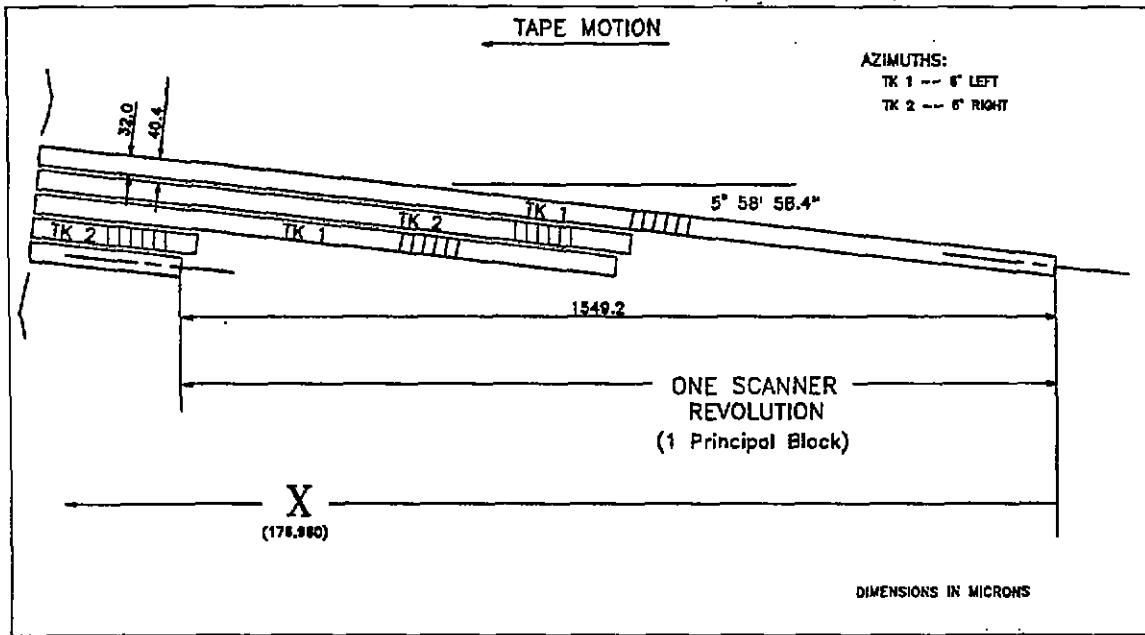 TAPE MOTION
AZIMUTHS:
TK 1 -- 6° LEFT
TK 2 -- 6° RIGHT
32.0
40.4
5° 58' 58.4"
TK 1
TK 2
TK 1
TK 2
1549.2
ONE SCANNER
REVOLUTION
(1 Principal Block)
X
DIMENSIONS IN MICRONS